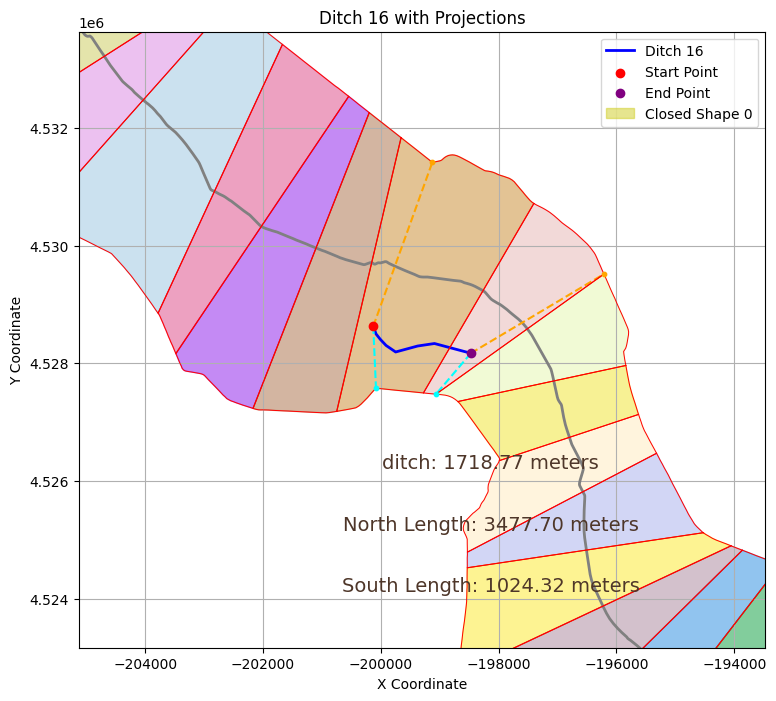 Ditch 16 with Projections
1e6
Ditch 16
Start Point
End Point
Closed Shape 0
4.532
4.530
4.528
4.526
4.524
Y Coordinate
ditch: 1718.77 meters
North Length: 3477.70 meters
South Length: 1024.32 meters
−204000 −202000 −200000 −198000 −196000 −194000
X Coordinate